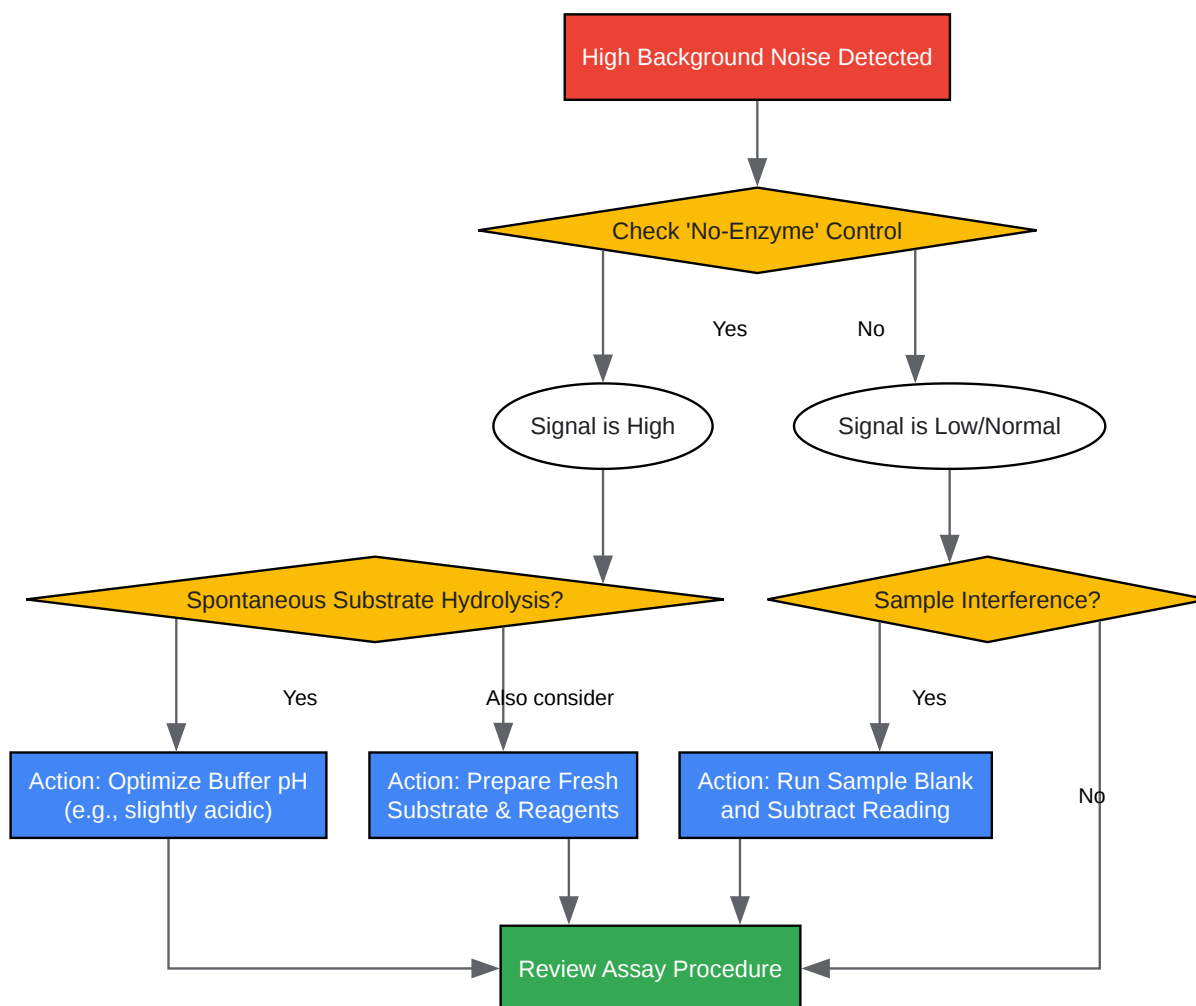 High Background Noise Detected
Check 'No-Enzyme' Control
Yes
No
Signal is High
Signal is Low/Normal
Spontaneous Substrate Hydrolysis?
Sample Interference?
Yes
Also consider
Yes
Action: Optimize Buffer pH
(e.g., slightly acidic)
Action: Prepare Fresh
Substrate & Reagents
Action: Run Sample Blank
and Subtract Reading
No
Review Assay Procedure